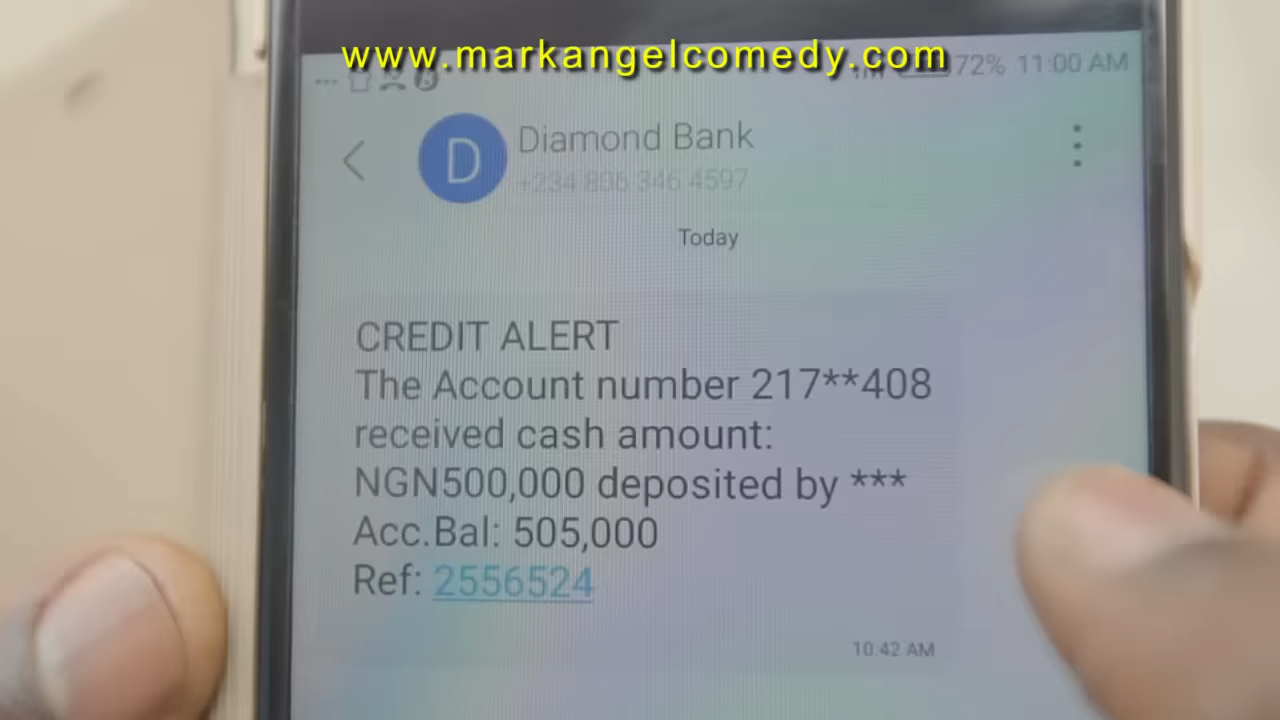 www.markangelcomedy.com
72% 11:00 AM
D
Diamond Bank
+234 806 346 4597
Today
CREDIT ALERT
The Account number 217**408
received cash amount:
NGN500,000 deposited by ***
Acc.Bal: 505,000
Ref: 2556524
10:42 AM